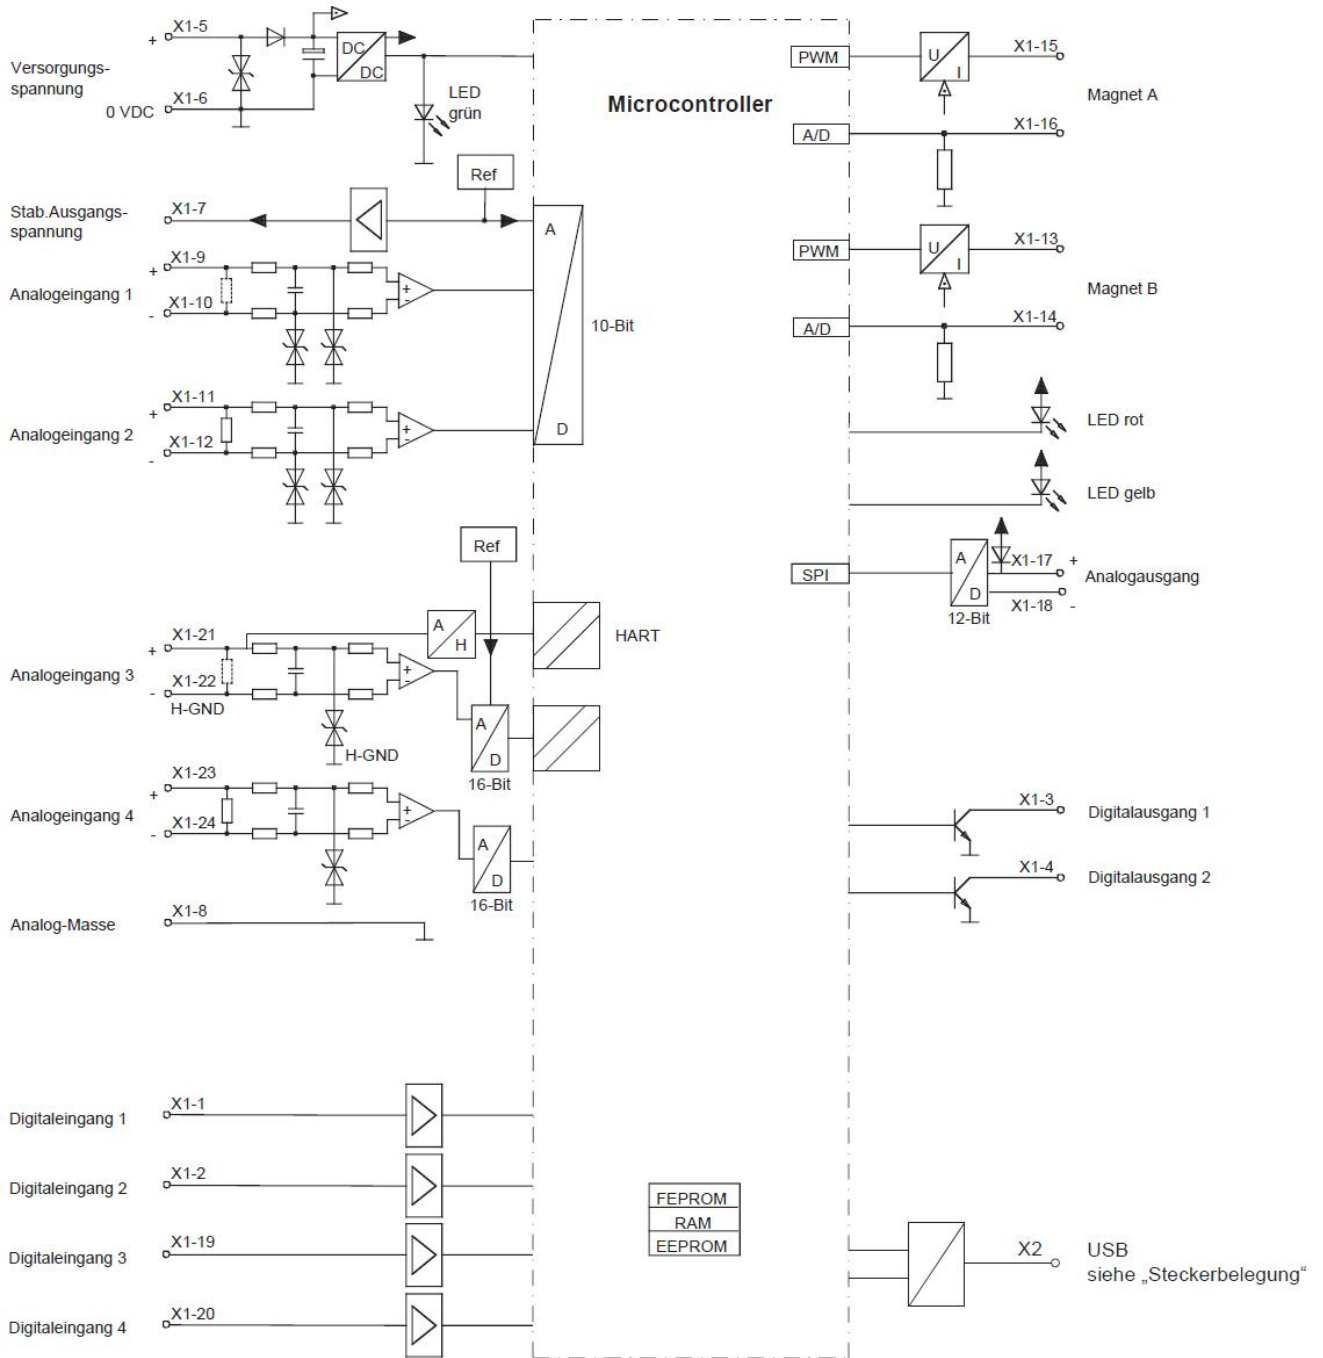 X1-5
+
Versorgungs-
spannung
0 VDC
X1-6
DC
DC
LED
grün
Stab.Ausgangs-
spannung
X1-7
Ref
Analogeingang 1
X1-9
+
X1-10
-
+
-
A
D
10-Bit
Analogeingang 2
X1-11
+
X1-12
-
+
-
Ref
Analogeingang 3
X1-21
+
X1-22
-
H-GND
H-GND
+
-
A
H
HART
A
D
16-Bit
Analogeingang 4
X1-23
+
X1-24
-
+
-
A
D
16-Bit
Analog-Masse
X1-8
Digitaleingang 1
X1-1
Digitaleingang 2
X1-2
Digitaleingang 3
X1-19
Digitaleingang 4
X1-20
Microcontroller
FEPROM
RAM
EEPROM
PWM
U
I
X1-15
Magnet A
A/D
X1-16
PWM
U
I
X1-13
Magnet B
A/D
X1-14
LED rot
LED gelb
SPI
A
D
12-Bit
X1-17
+
Analogausgang
X1-18
-
X1-3
Digitalausgang 1
X1-4
Digitalausgang 2
X2
USB
siehe „Steckerbelegung“